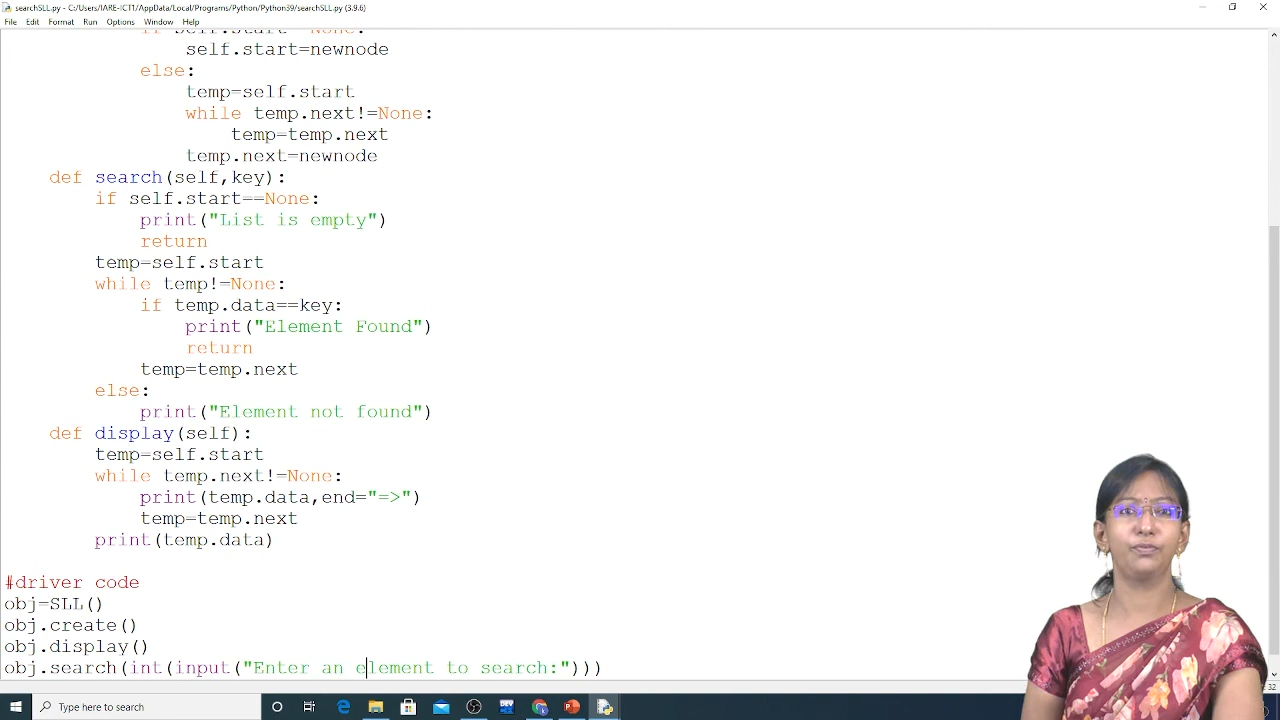 searchSLL.py - C:/Users/IARE-ICT1/AppData/Local/Programs/Python/Python39/searchSLL.py (3.9.6)
File Edit Format Run Options Window Help
if self.start==None:
self.start=newnode
else:
temp=self.start
while temp.next!=None:
temp=temp.next
temp.next=newnode
def search(self,key):
if self.start==None:
print("List is empty")
return
temp=self.start
while temp!=None:
if temp.data==key:
print("Element Found")
return
temp=temp.next
else:
print("Element not found")
def display(self):
temp=self.start
while temp.next!=None:
print(temp.data,end="=>")
temp=temp.next
print(temp.data)
#driver code
obj=SLL()
obj.create()
obj.display()
obj.search(int(input("Enter an element to search:")))
Type here to search